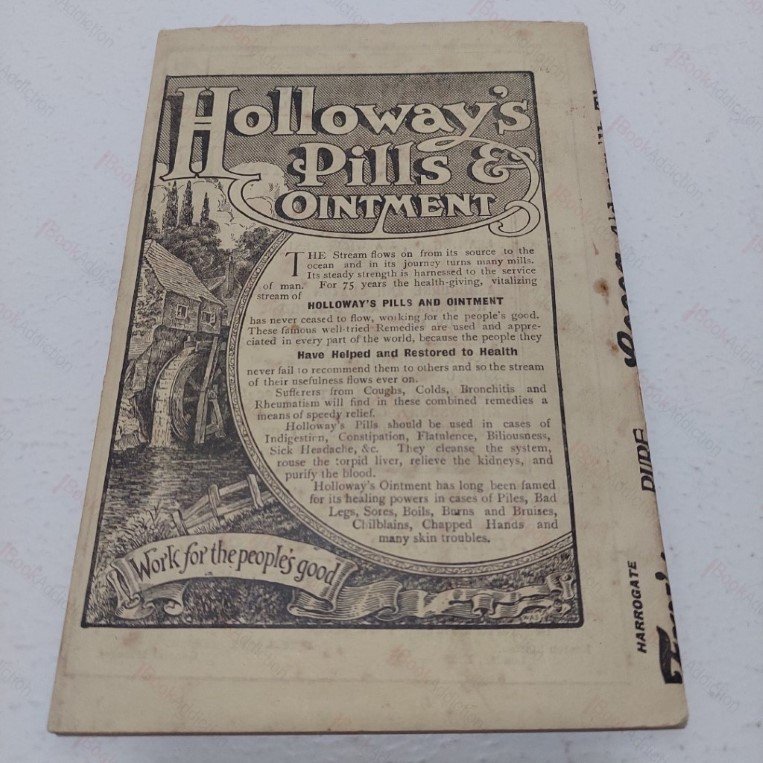 Holloway's
Pills &
OINTMENT
THE Stream flows on from its source to the
ocean and in its journey turns many mills.
Its steady strength is harnessed to the service
of man. For 75 years the health-giving, vitalizing
stream of
HOLLOWAY'S PILLS AND OINTMENT
has never ceased to flow, working for the people's good.
These famous well-tried Remedies are used and appre-
ciated in every part of the world, because the people they
Have Helped and Restored to Health
never fail to recommend them to others and so the stream
of their usefulness flows ever on.
Sufferers from Coughs, Colds, Bronchitis and
Rheumatism will find in these combined remedies a
means of speedy relief.
Holloway's Pills should be used in cases of
Indigestion, Constipation, Flatulence, Biliousness,
Sick Headache, &c. They cleanse the system,
rouse the torpid liver, relieve the kidneys, and
purify the blood.
Holloway's Ointment has long been famed
for its healing powers in cases of Piles, Bad
Legs, Sores, Boils, Burns and Bruises,
Chilblains, Chapped Hands and
many skin troubles.
Work for the people's good
HARROGATE
PURE
BookAddiction